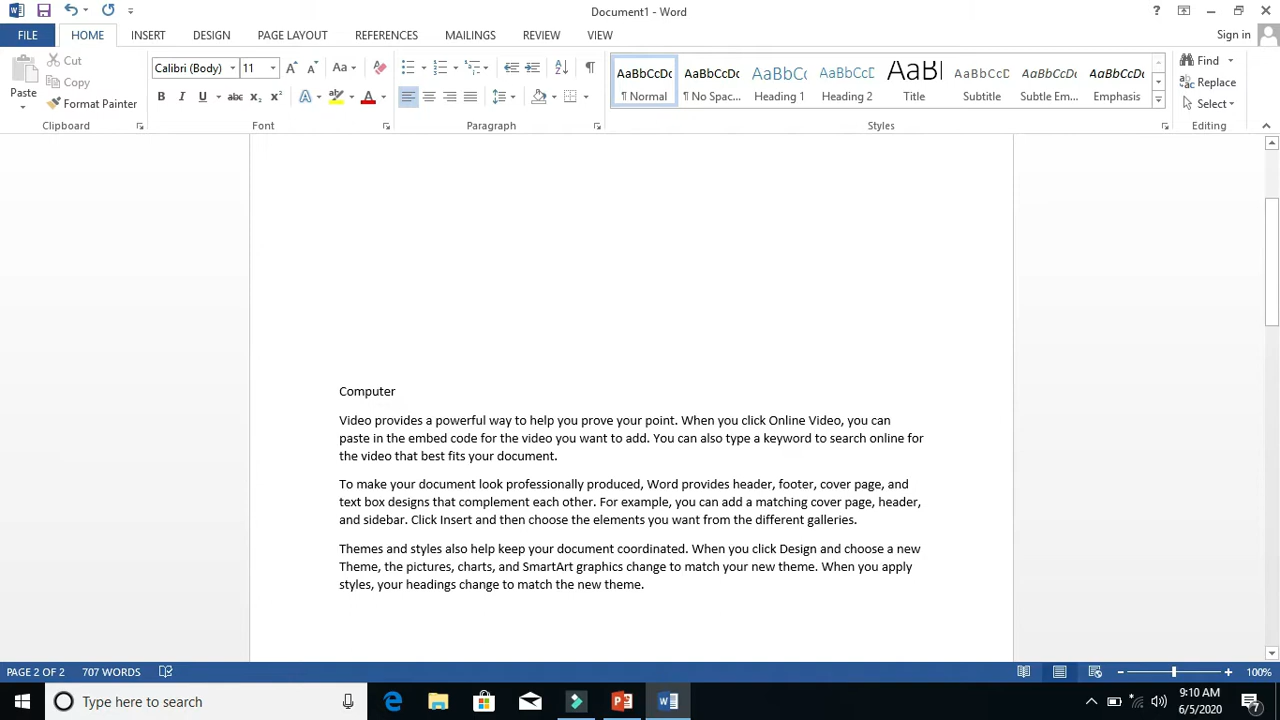 Document1 - Word
?
FILE HOME INSERT DESIGN PAGE LAYOUT REFERENCES MAILINGS REVIEW VIEW Sign in
Paste
Cut
Copy
Format Painter
Clipboard
Calibri (Body) 11 Aa
B I U abc x₂ x² A A
Font
Paragraph
AaBbCcDc AaBbCcDc AaBbCc AaBbCcD AaBb AaBbCcD AaBbCcDc AaBbCcDc
¶ Normal ¶ No Spac... Heading 1 Heading 2 Title Subtitle Subtle Em... Emphasis
Styles
Find
Replace
Select
Editing
Computer
Video provides a powerful way to help you prove your point. When you click Online Video, you can
paste in the embed code for the video you want to add. You can also type a keyword to search online for
the video that best fits your document.
To make your document look professionally produced, Word provides header, footer, cover page, and
text box designs that complement each other. For example, you can add a matching cover page, header,
and sidebar. Click Insert and then choose the elements you want from the different galleries.
Themes and styles also help keep your document coordinated. When you click Design and choose a new
Theme, the pictures, charts, and SmartArt graphics change to match your new theme. When you apply
styles, your headings change to match the new theme.
PAGE 2 OF 2 707 WORDS 100%
Type here to search
9:10 AM
6/5/2020
7